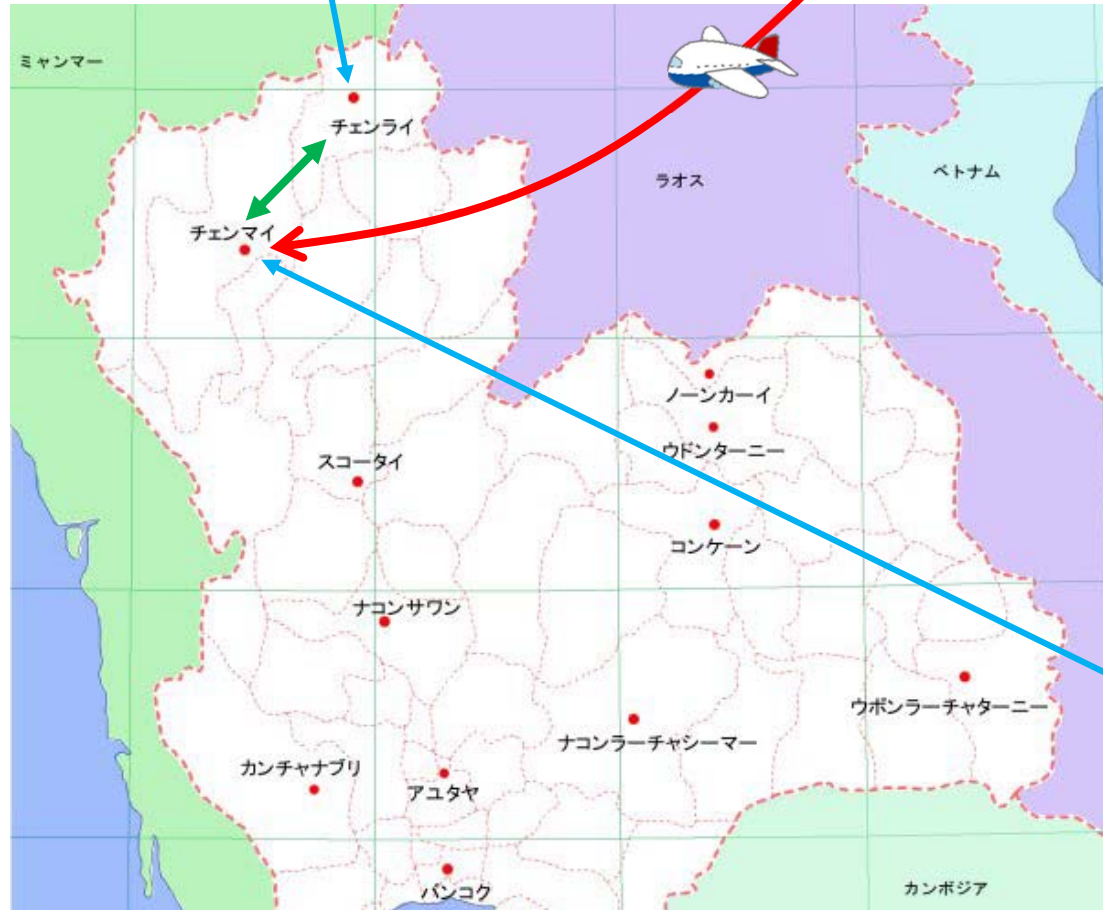 ミャンマー
チェンライ
ラオス
ベトナム
チェンマイ
ノーンカーイ
ウドンターニー
スコータイ
コンケーン
ナコンサワン
ウボンラーチャターニー
ナコンラーチャシーマー
カンチャナブリ
アユタヤ
バンコク
カンボジア